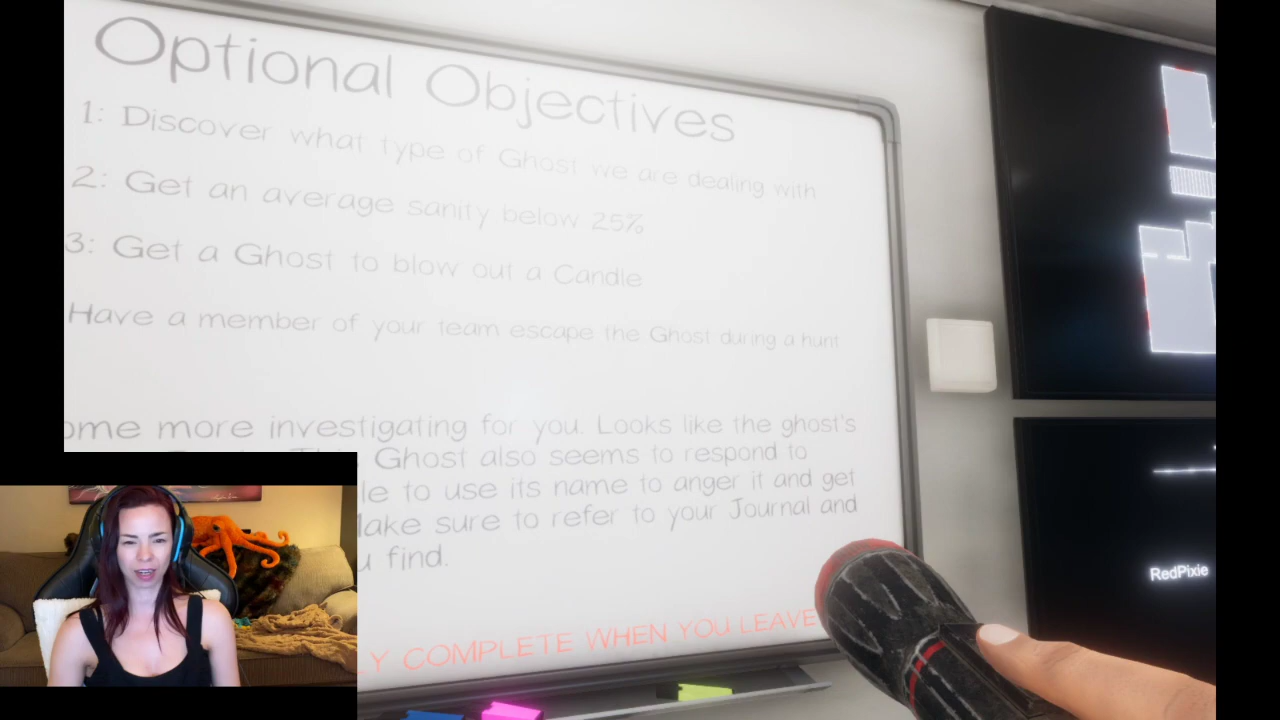 Optional Objectives
1: Discover what type of Ghost we are dealing with
2: Get an average sanity below 25%
3: Get a Ghost to blow out a Candle
Have a member of your team escape the Ghost during a hunt
ome more investigating for you. Looks like the ghost's
Ghost also seems to respond to
le to use its name to anger it and get
Make sure to refer to your Journal and
u find.
Y COMPLETE WHEN YOU LEAVE
RedPixie